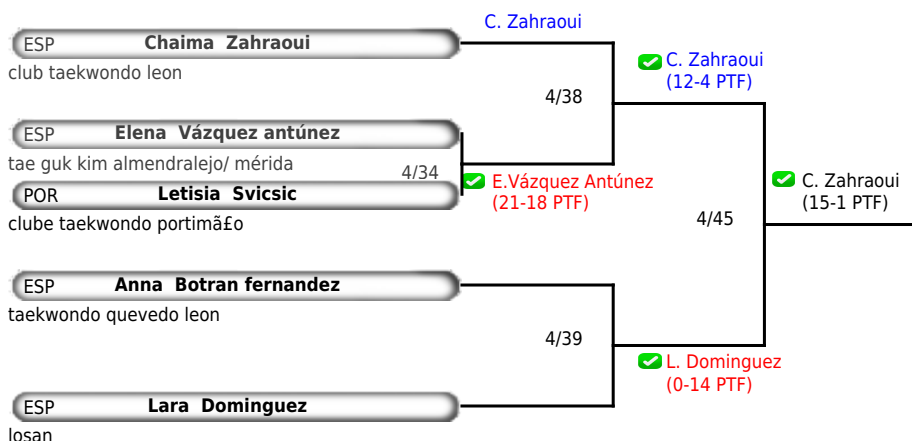 C. Zahraoui
ESP Chaima Zahraoui
club taekwondo leon
C. Zahraoui
(12-4 PTF)
4/38
ESP Elena Vázquez antúnez
tae guk kim almendralejo/ mérida
4/34
E.Vázquez Antúnez
(21-18 PTF)
POR Letisia Svicsic
clube taekwondo portimã£o
C. Zahraoui
(15-1 PTF)
4/45
ESP Anna Botran fernandez
taekwondo quevedo leon
4/39
L. Dominguez
(0-14 PTF)
ESP Lara Dominguez
losan